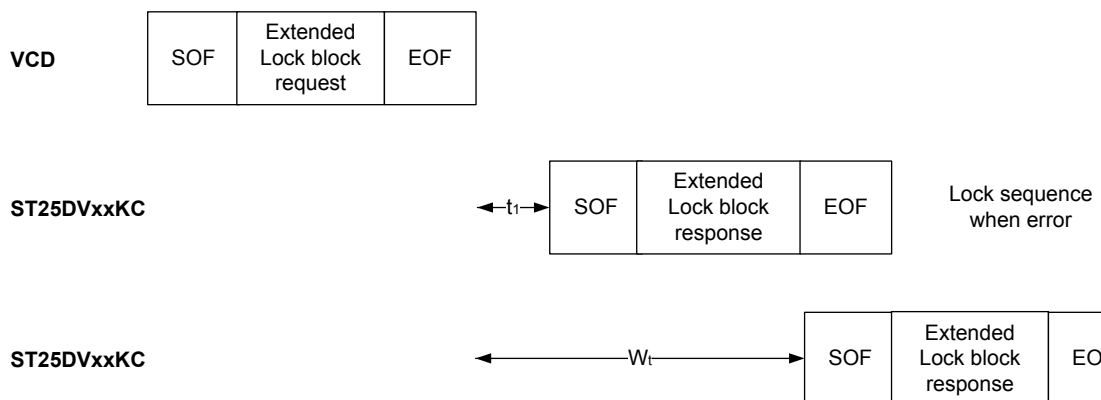 VCD
SOF
Extended
Lock block
request
EOF
ST25DVxxKC
t1
SOF
Extended
Lock block
response
EOF
Lock sequence
when error
ST25DVxxKC
Wt
SOF
Extended
Lock block
response
EO